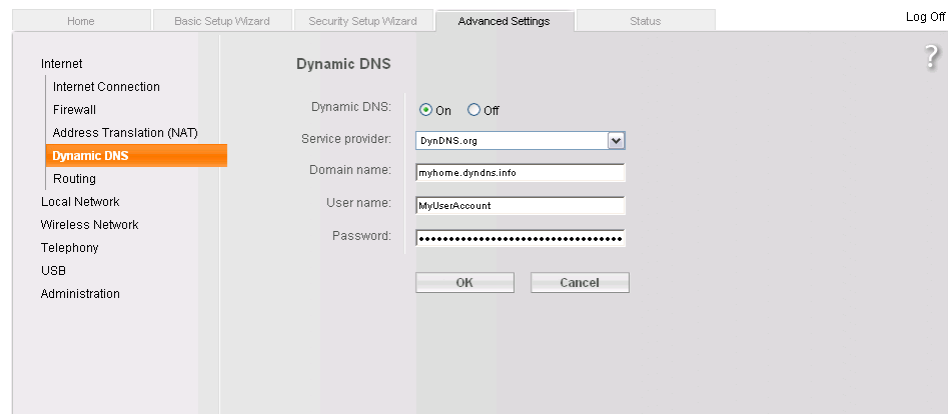 Home Basic Setup Wizard Security Setup Wizard Advanced Settings Status Log Off
?
Internet
Internet Connection
Firewall
Address Translation (NAT)
Dynamic DNS
Routing
Local Network
Wireless Network
Telephony
USB
Administration
Dynamic DNS
Dynamic DNS: On Off
Service provider: DynDNS.org
Domain name: myhome.dyndns.info
User name: MyUserAccount
Password: ••••••••••••••••••••••••••••••••
OK Cancel